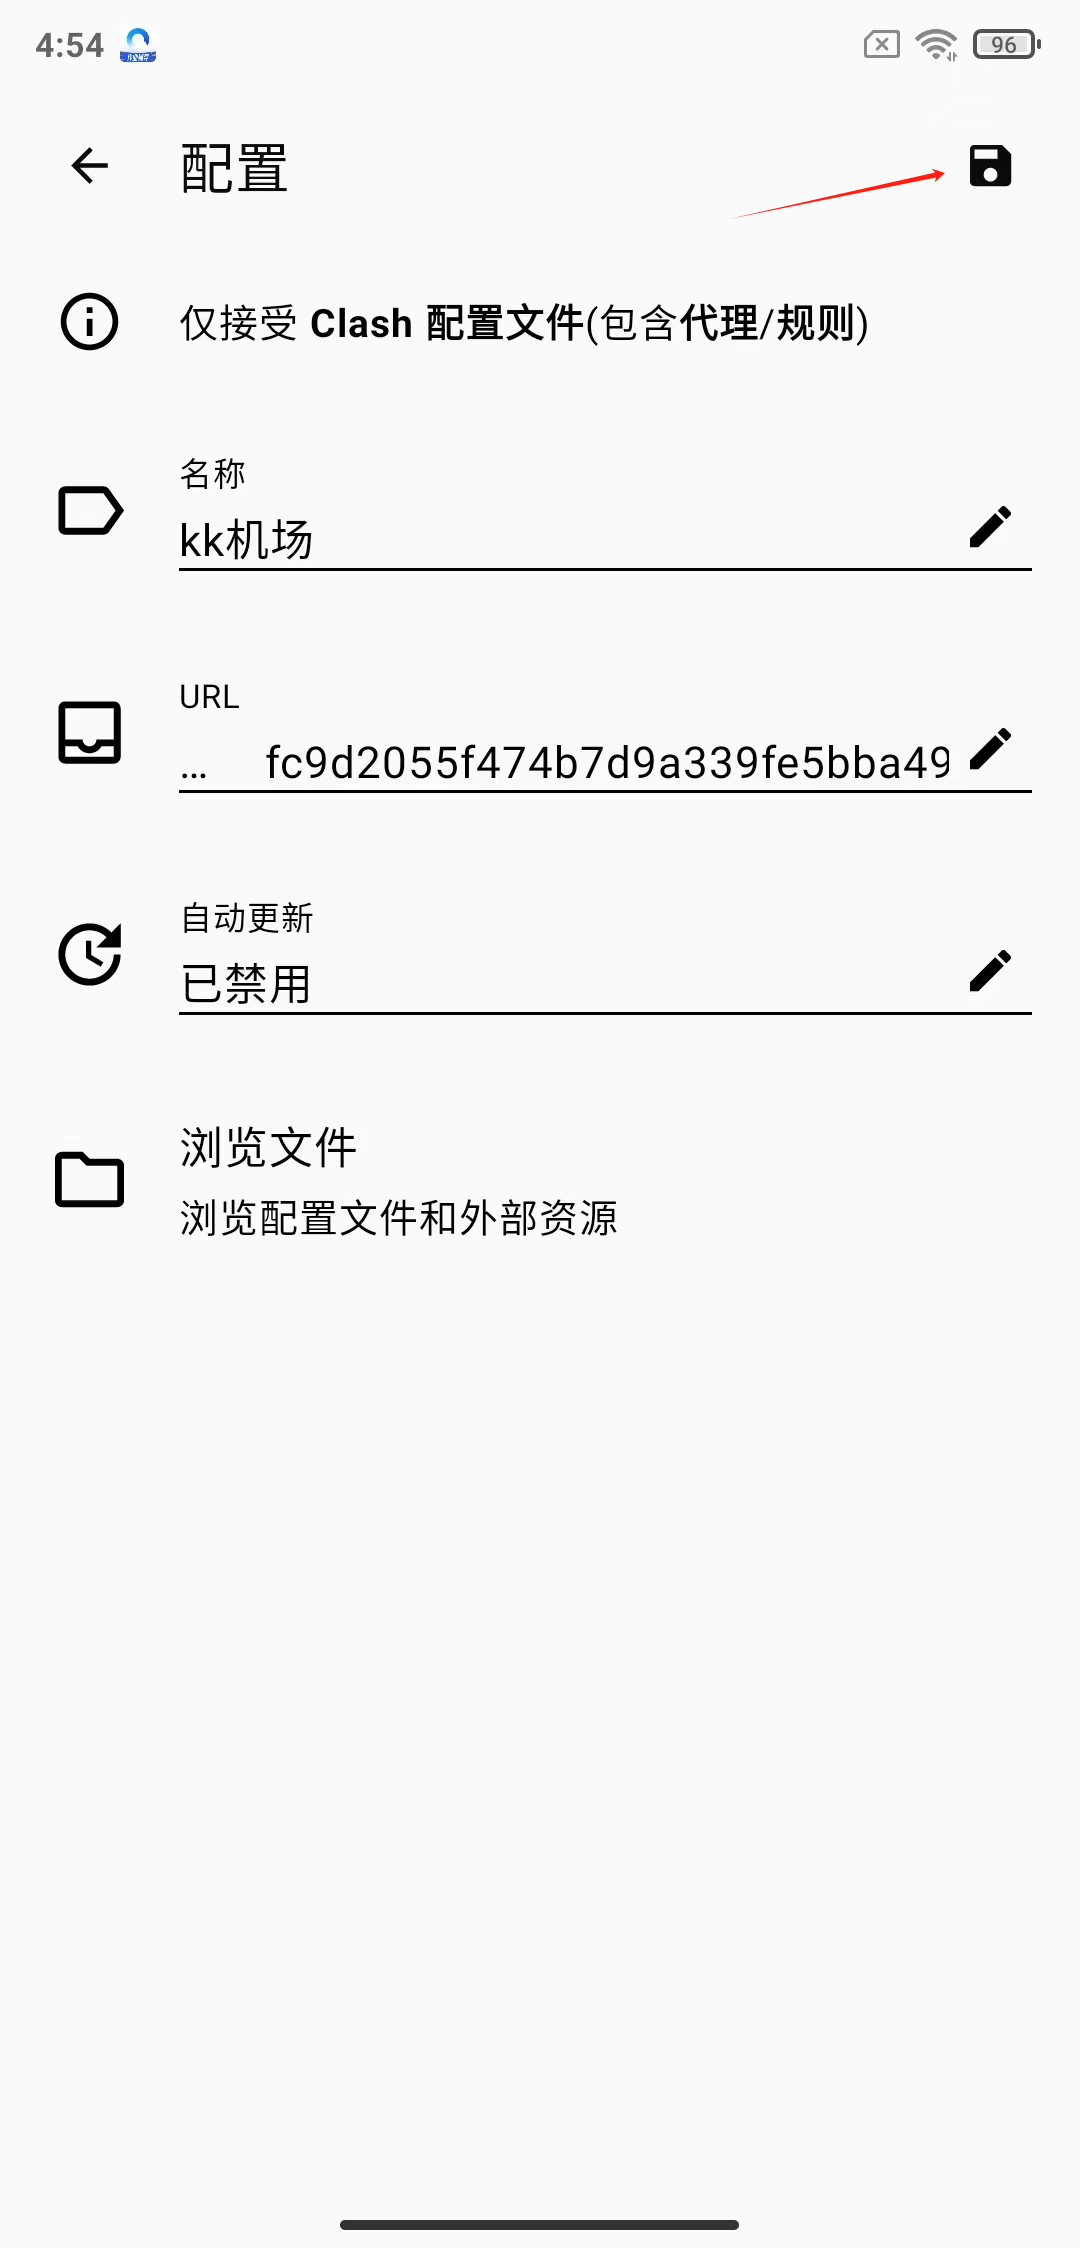 4:54
96
配置
仅接受 Clash 配置文件(包含代理/规则)
名称
kk机场
URL
... fc9d2055f474b7d9a339fe5bba49
自动更新
已禁用
浏览文件
浏览配置文件和外部资源